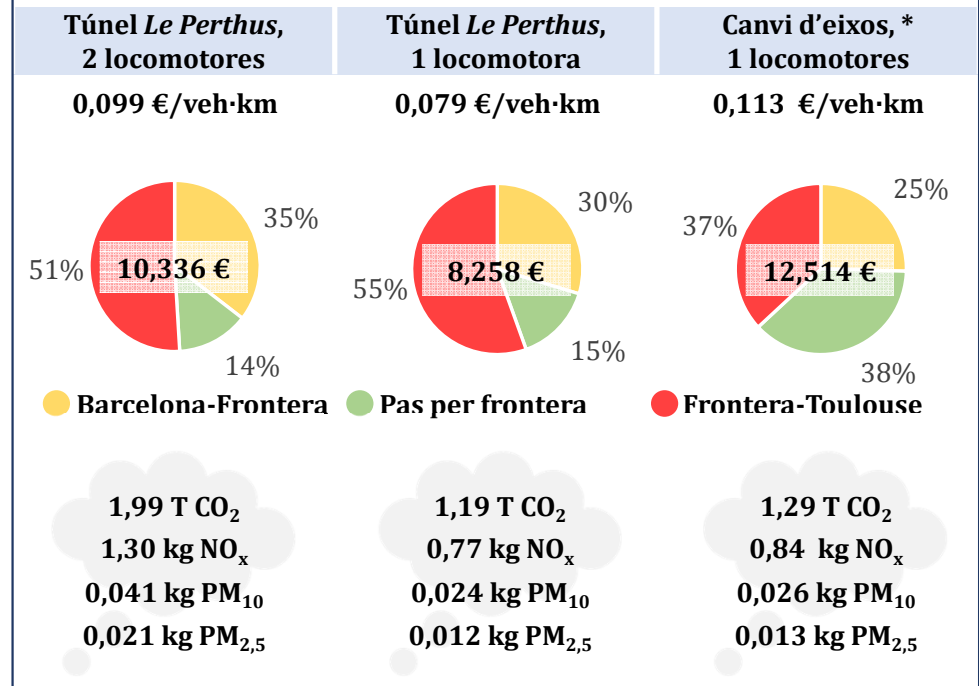 Túnel Le Perthus,
2 locomotores
Túnel Le Perthus,
1 locomotora
Canvi d'eixos, *
1 locomotores
0,099 €/veh·km
0,079 €/veh·km
0,113 €/veh·km
35%
51%
10,336 €
14%
30%
55%
8,258 €
15%
25%
37%
12,514 €
38%
Barcelona-Frontera
Pas per frontera
Frontera-Toulouse
1,99 T CO₂
1,30 kg NOₓ
0,041 kg PM₁₀
0,021 kg PM₂,₅
1,19 T CO₂
0,77 kg NOₓ
0,024 kg PM₁₀
0,012 kg PM₂,₅
1,29 T CO₂
0,84 kg NOₓ
0,026 kg PM₁₀
0,013 kg PM₂,₅